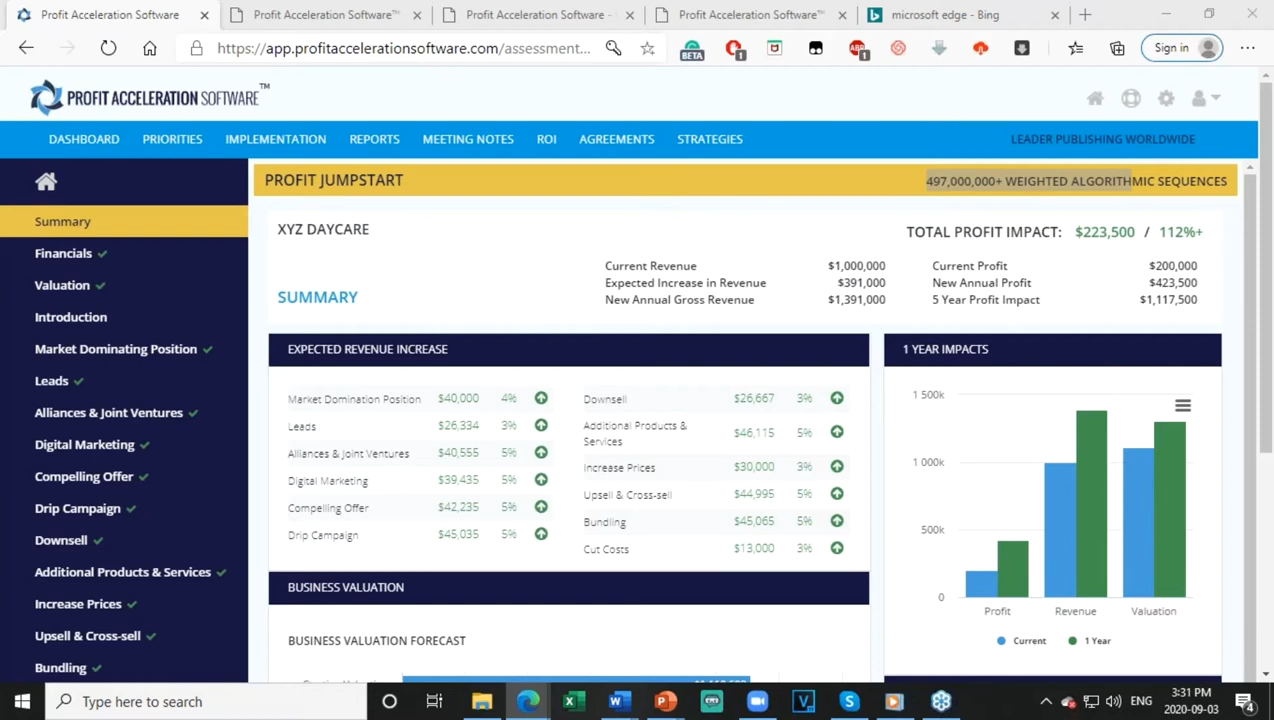 Profit Acceleration Software
Profit Acceleration Software™
Profit Acceleration Software -
Profit Acceleration Software™
microsoft edge - Bing
https://app.profitaccelerationsoftware.com/assessment...
BETA
1
ABP
1
Sign in
PROFIT ACCELERATION SOFTWARE™
DASHBOARD PRIORITIES IMPLEMENTATION REPORTS MEETING NOTES ROI AGREEMENTS STRATEGIES LEADER PUBLISHING WORLDWIDE
Summary
Financials
Valuation
Introduction
Market Dominating Position
Leads
Alliances & Joint Ventures
Digital Marketing
Compelling Offer
Drip Campaign
Downsell
Additional Products & Services
Increase Prices
Upsell & Cross-sell
Bundling
PROFIT JUMPSTART 497,000,000+ WEIGHTED ALGORITHMIC SEQUENCES
XYZ DAYCARE
TOTAL PROFIT IMPACT: $223,500 / 112%+
SUMMARY
Current Revenue $1,000,000
Expected Increase in Revenue $391,000
New Annual Gross Revenue $1,391,000
Current Profit $200,000
New Annual Profit $423,500
5 Year Profit Impact $1,117,500
EXPECTED REVENUE INCREASE
Market Domination Position $40,000 4%
Leads $26,334 3%
Alliances & Joint Ventures $40,555 5%
Digital Marketing $39,435 5%
Compelling Offer $42,235 5%
Drip Campaign $45,035 5%
Downsell $26,667 3%
Additional Products &
Services $46,115 5%
Increase Prices $30,000 3%
Upsell & Cross-sell $44,995 5%
Bundling $45,065 5%
Cut Costs $13,000 3%
BUSINESS VALUATION
BUSINESS VALUATION FORECAST
1 YEAR IMPACTS
1 500k
1 000k
500k
0
Profit Revenue Valuation
Current 1 Year
Type here to search
ENG
3:31 PM
2020-09-03
4